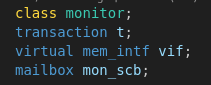 class monitor;
transaction t;
virtual mem_intf vif;
mailbox mon_scb;